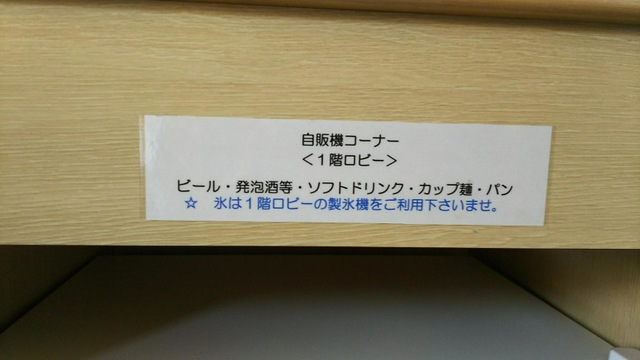 自販機コーナー
＜１階ロビー＞
ビール・発泡酒等・ソフトドリンク・カップ麺・パン
☆　氷は１階ロビーの製氷機をご利用下さいませ。